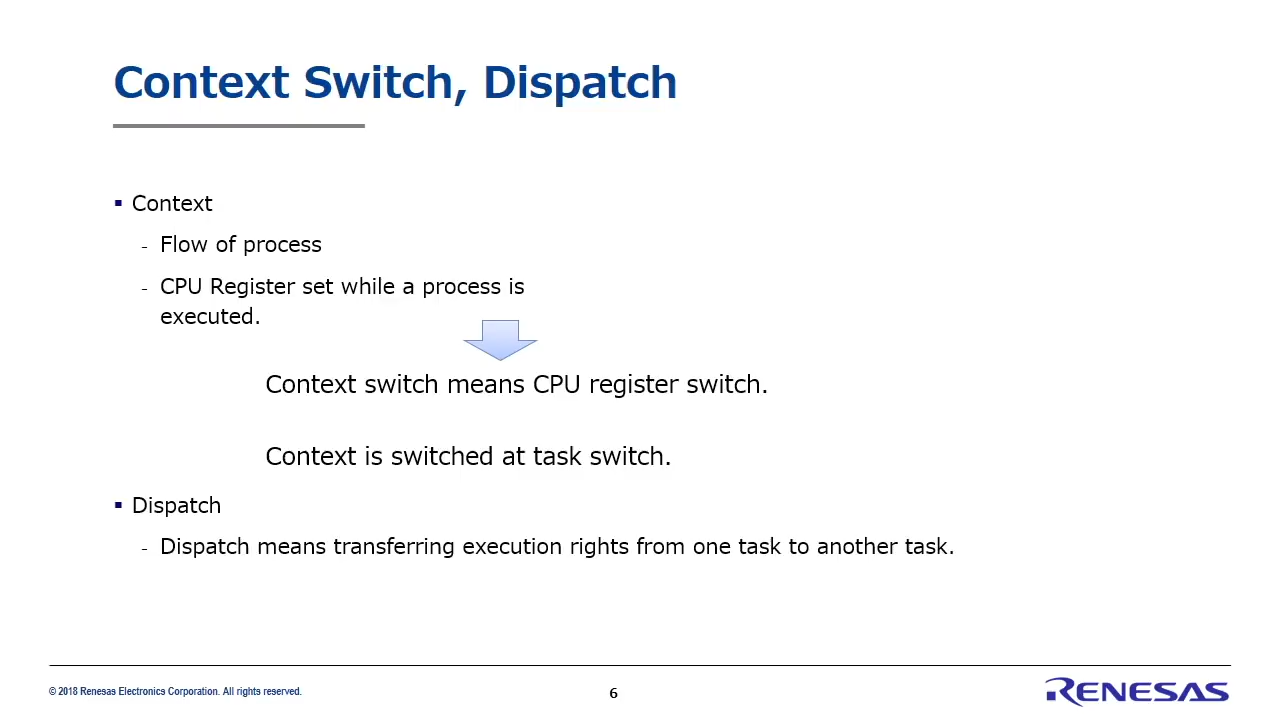 Context Switch, Dispatch
▪ Context
- Flow of process
- CPU Register set while a process is
executed.
Context switch means CPU register switch.
Context is switched at task switch.
▪ Dispatch
- Dispatch means transferring execution rights from one task to another task.
© 2018 Renesas Electronics Corporation. All rights reserved.
6
RENESAS